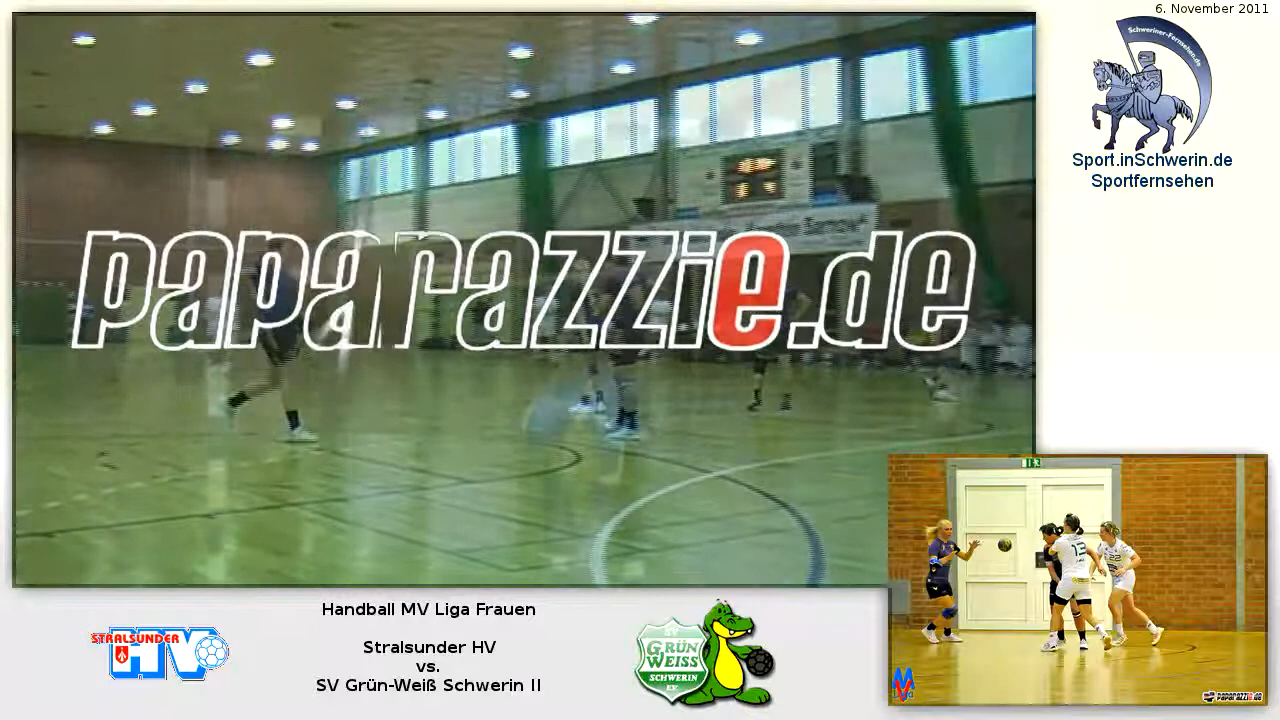 6. November 2011
Schweriner-Fernsehen.de
Sport.inSchwerin.de
Sportfernsehen
paparazzie.de
13
22
paparazzie.de
Handball MV Liga Frauen
Stralsunder HV
vs.
SV Grün-Weiß Schwerin II
STRALSUNDER
HV
SV
GRÜN
WEISS
SCHWERIN
E.V.